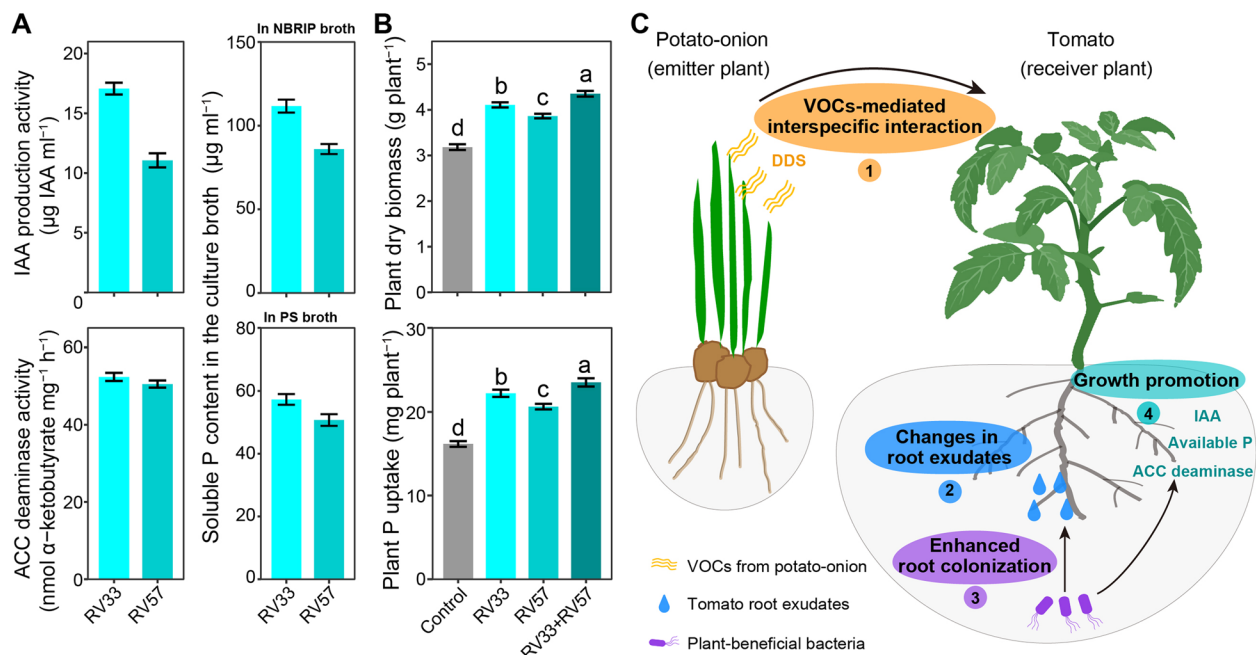 A
IAA production activity
(µg IAA ml⁻¹)
20
15
10
5
0
ACC deaminase activity
(nmol α−ketobutyrate mg⁻¹ h⁻¹)
60
40
20
0
RV33
RV57
Soluble P content in the culture broth (µg ml⁻¹)
In NBRIP broth
150
100
50
0
In PS broth
80
60
40
20
0
RV33
RV57
B
Plant dry biomass (g plant⁻¹)
5
4
3
2
1
0
d
b
c
a
Plant P uptake (mg plant⁻¹)
30
20
10
0
d
b
c
a
Control
RV33
RV57
RV33+RV57
C
Potato-onion
(emitter plant)
Tomato
(receiver plant)
VOCs-mediated
interspecific interaction
DDS
1
Growth promotion
4
IAA
Available P
ACC deaminase
Changes in
root exudates
2
Enhanced
root colonization
3
VOCs from potato-onion
Tomato root exudates
Plant-beneficial bacteria